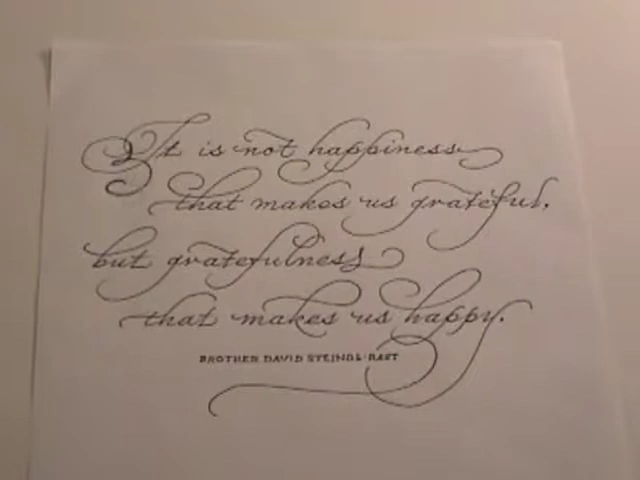 It is not happiness
that makes us grateful,
but gratefulness
that makes us happy.
BROTHER DAVID STEINDL-RAST